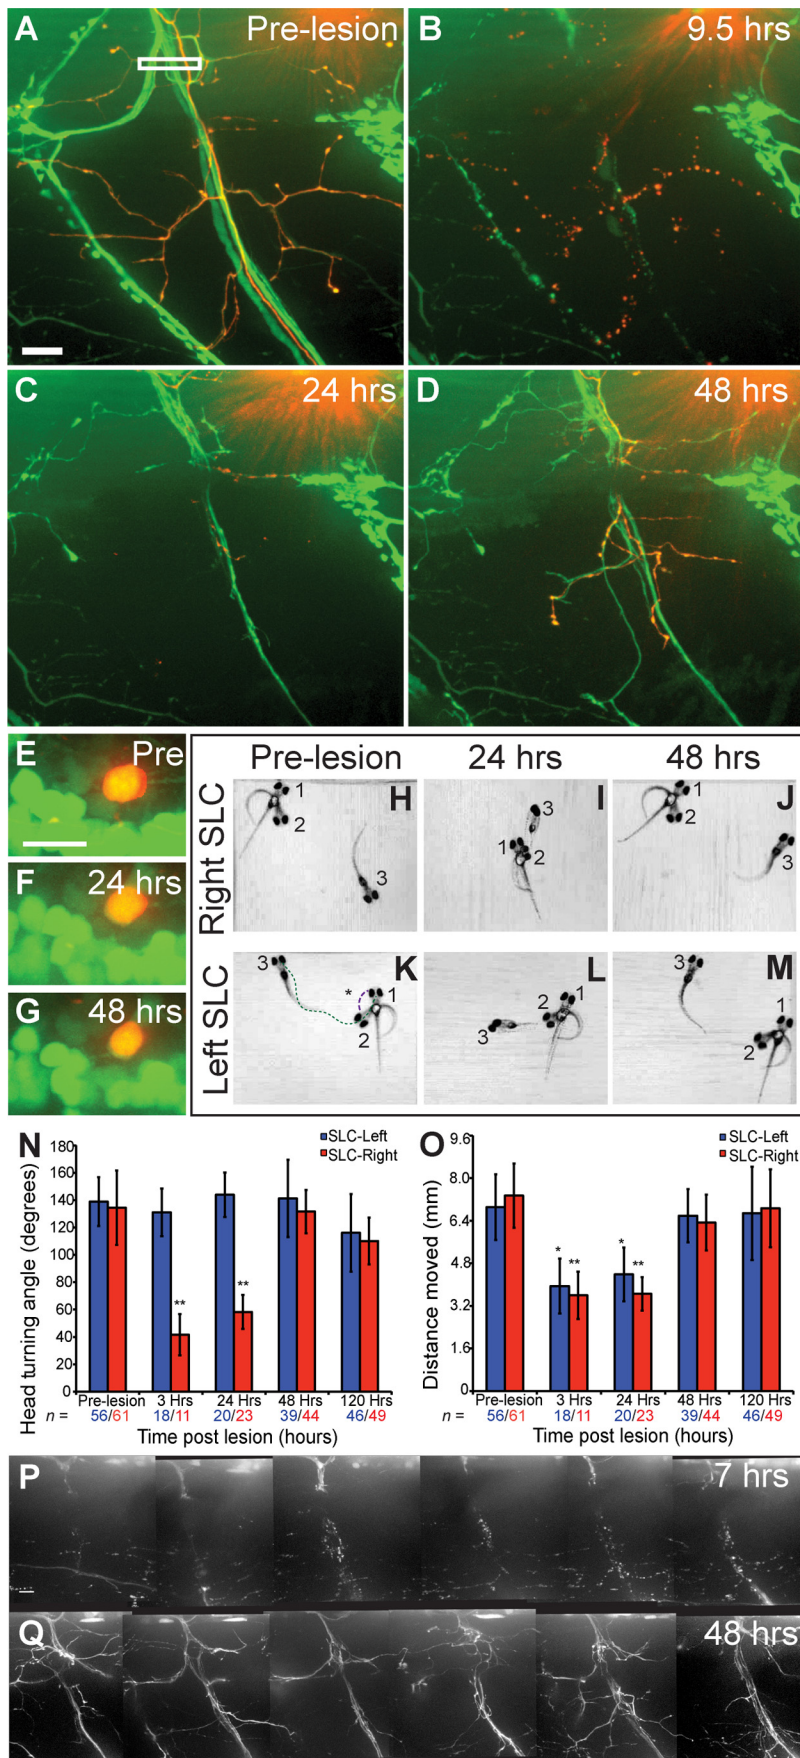 A Pre-lesion
B 9.5 hrs
C 24 hrs
D 48 hrs
E Pre
F 24 hrs
G 48 hrs
Pre-lesion 24 hrs 48 hrs
Right SLC
H 1 2 3
I 1 2 3
J 1 2 3
Left SLC
K 1 2 3 *
L 1 2 3
M 1 2 3
N
SLC-Left
SLC-Right
Head turning angle (degrees)
180
160
140
120
100
80
60
40
20
0
** **
Pre-lesion 3 Hrs 24 Hrs 48 Hrs 120 Hrs
n = 56/61 18/11 20/23 39/44 46/49
Time post lesion (hours)
O
SLC-Left
SLC-Right
Distance moved (mm)
9.6
8.0
6.4
4.8
3.2
1.6
0
* ** * **
Pre-lesion 3 Hrs 24 Hrs 48 Hrs 120 Hrs
n = 56/61 18/11 20/23 39/44 46/49
Time post lesion (hours)
P 7 hrs
Q 48 hrs